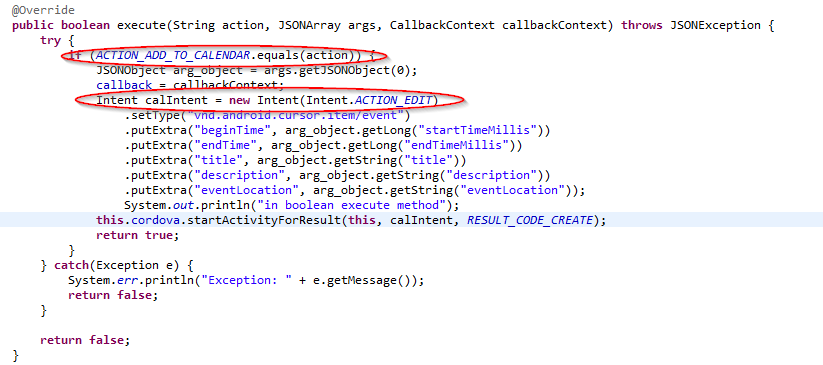 @Override
public boolean execute(String action, JSONArray args, CallbackContext callbackContext) throws JSONException {
try {
if (ACTION_ADD_TO_CALENDAR.equals(action)) {
JSONObject arg_object = args.getJSONObject(0);
callback = callbackContext;
Intent calIntent = new Intent(Intent.ACTION_EDIT)
.setType("vnd.android.cursor.item/event")
.putExtra("beginTime", arg_object.getLong("startTimeMillis"))
.putExtra("endTime", arg_object.getLong("endTimeMillis"))
.putExtra("title", arg_object.getString("title"))
.putExtra("description", arg_object.getString("description"))
.putExtra("eventLocation", arg_object.getString("eventLocation"));
System.out.println("in boolean execute method");
this.cordova.startActivityForResult(this, calIntent, RESULT_CODE_CREATE);
return true;
}
} catch(Exception e) {
System.err.println("Exception: " + e.getMessage());
return false;
}
return false;
}